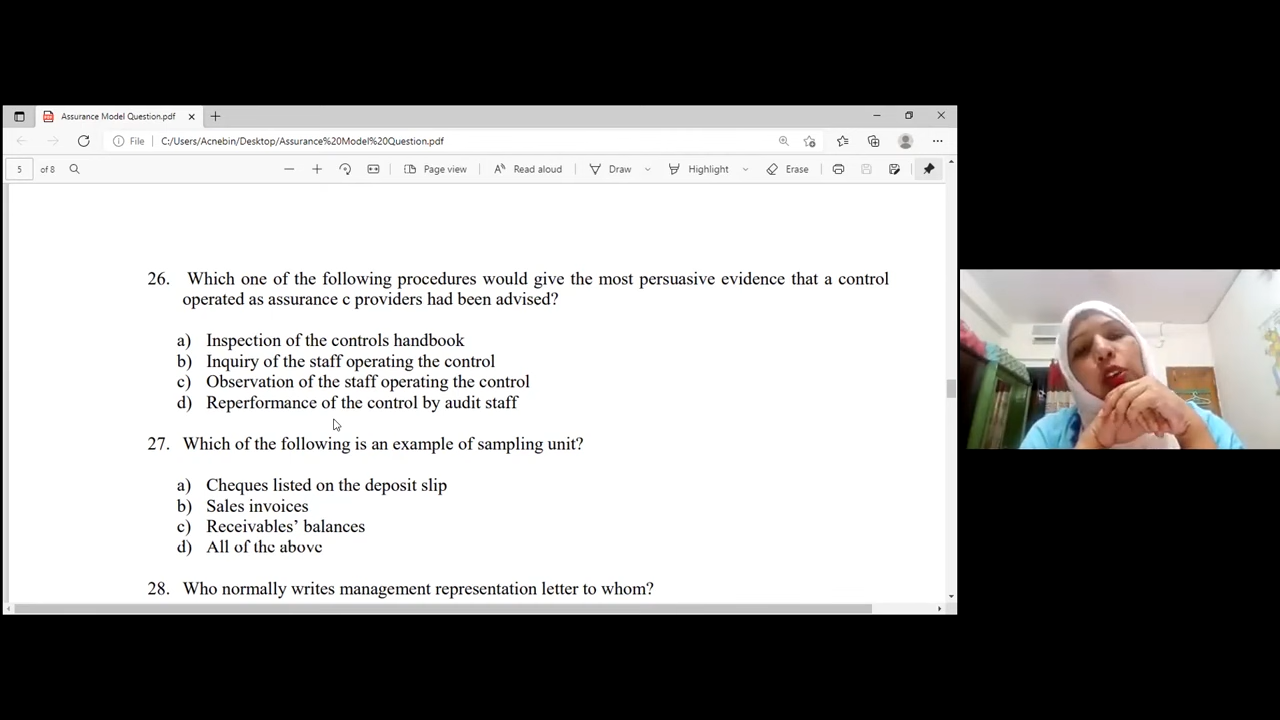 Assurance Model Question.pdf
File C:/Users/Acnebin/Desktop/Assurance%20Model%20Question.pdf
5 of 8 Page view Read aloud Draw Highlight Erase
26. Which one of the following procedures would give the most persuasive evidence that a control
operated as assurance c providers had been advised?
a) Inspection of the controls handbook
b) Inquiry of the staff operating the control
c) Observation of the staff operating the control
d) Reperformance of the control by audit staff
27. Which of the following is an example of sampling unit?
a) Cheques listed on the deposit slip
b) Sales invoices
c) Receivables' balances
d) All of the above
28. Who normally writes management representation letter to whom?